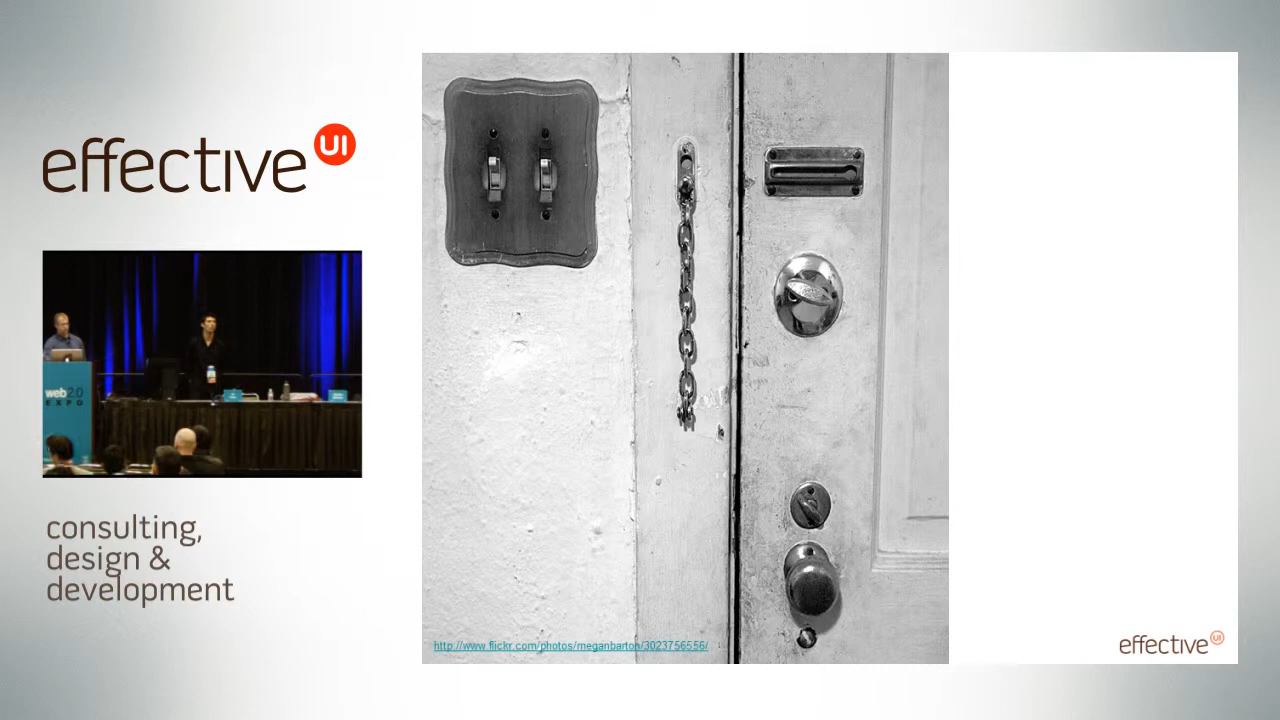 effective UI
web2.0
EXPO
consulting,
design &
development
http://www.flickr.com/photos/meganbarton/3023756556/
effective UI